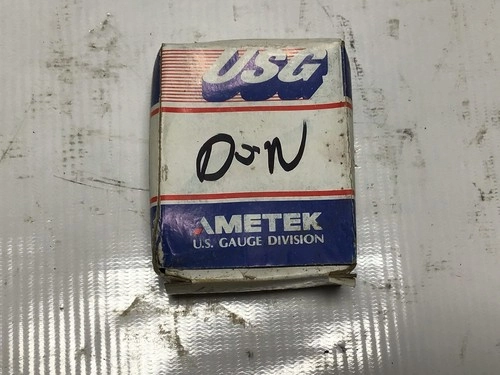 USG
AMETEK
U.S. GAUGE DIVISION